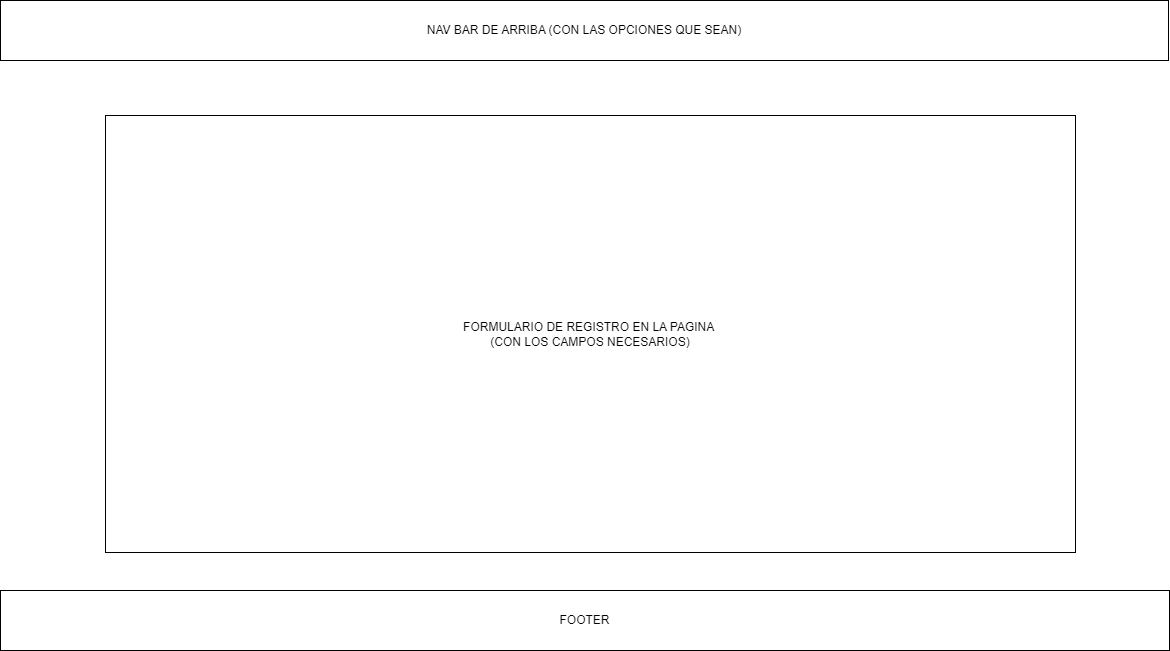 NAV BAR DE ARRIBA (CON LAS OPCIONES QUE SEAN)
FORMULARIO DE REGISTRO EN LA PAGINA
(CON LOS CAMPOS NECESARIOS)
FOOTER